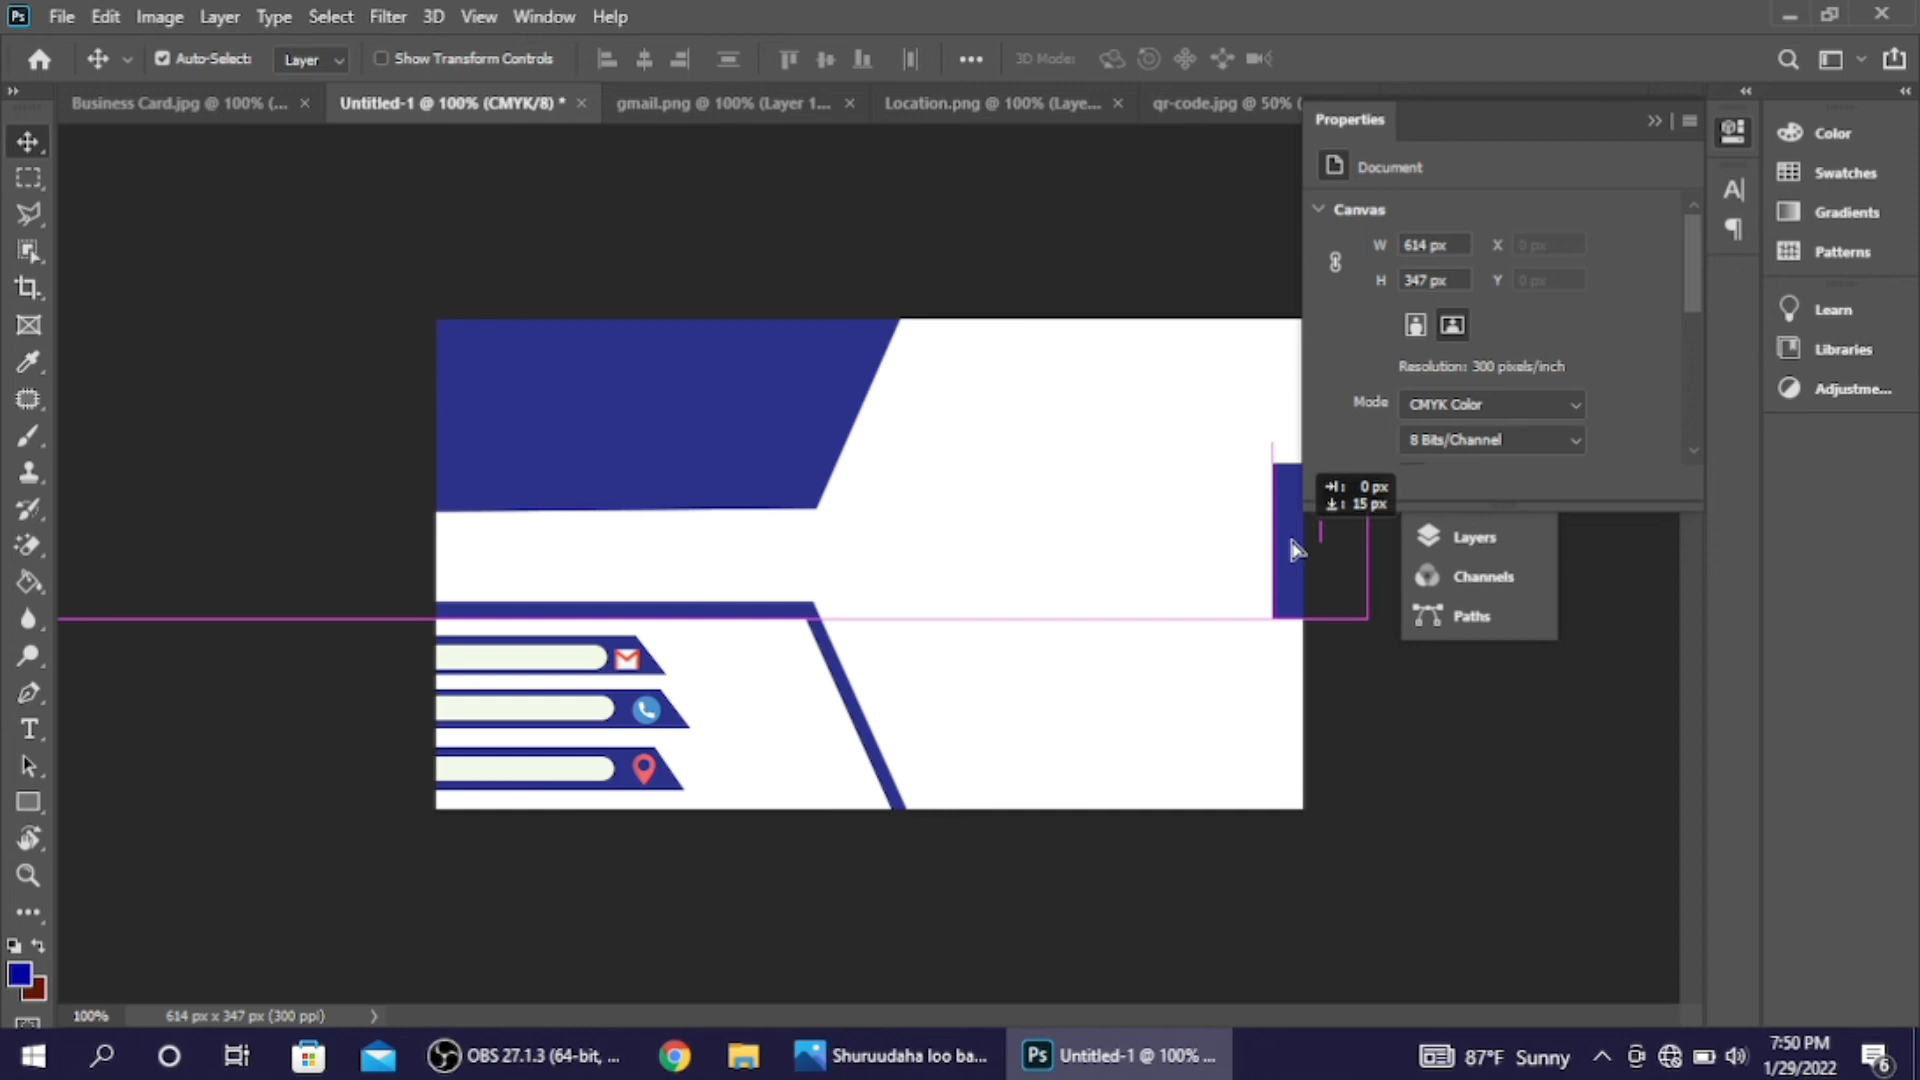 Ps File Edit Image Layer Type Select Filter 3D View Window Help
Auto-Select: Layer Show Transform Controls ••• 3D Mode:
Business Card.jpg @ 100% (... × Untitled-1 @ 100% (CMYK/8) * × gmail.png @ 100% (Layer 1... × Location.png @ 100% (Laye... × qr-code.jpg @ 50% (
Properties
Document
Canvas
W 614 px X 0 px
H 347 px Y 0 px
Resolution: 300 pixels/inch
Mode CMYK Color
8 Bits/Channel
0 px
15 px
Layers
Channels
Paths
Color
Swatches
Gradients
Patterns
Learn
Libraries
Adjustme...
100% 614 px x 347 px (300 ppi)
OBS 27.1.3 (64-bit, ... Shuruudaha loo ba... Ps Untitled-1 @ 100% ... 87°F Sunny
7:50 PM
1/29/2022
6